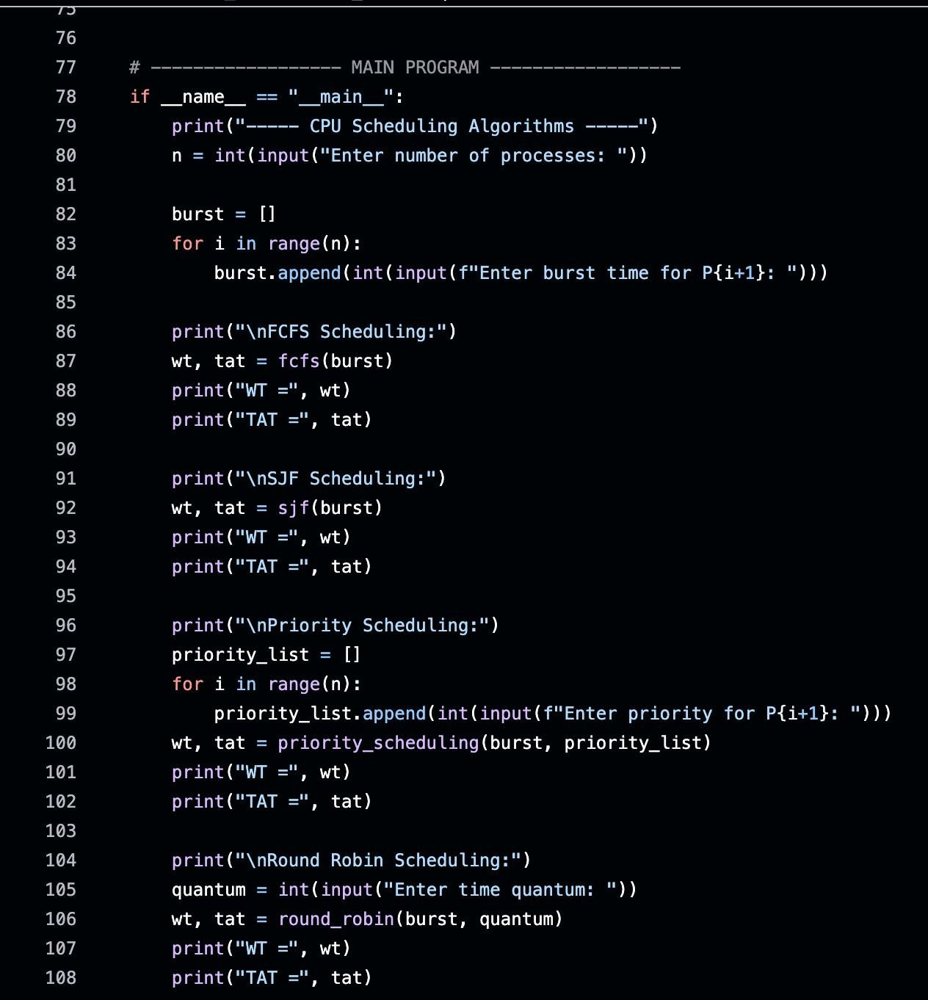 75
76
77 # ------------------ MAIN PROGRAM ------------------
78 if __name__ == "__main__":
79     print("----- CPU Scheduling Algorithms -----")
80     n = int(input("Enter number of processes: "))
81
82     burst = []
83     for i in range(n):
84         burst.append(int(input(f"Enter burst time for P{i+1}: ")))
85
86     print("\nFCFS Scheduling:")
87     wt, tat = fcfs(burst)
88     print("WT =", wt)
89     print("TAT =", tat)
90
91     print("\nSJF Scheduling:")
92     wt, tat = sjf(burst)
93     print("WT =", wt)
94     print("TAT =", tat)
95
96     print("\nPriority Scheduling:")
97     priority_list = []
98     for i in range(n):
99         priority_list.append(int(input(f"Enter priority for P{i+1}: ")))
100     wt, tat = priority_scheduling(burst, priority_list)
101     print("WT =", wt)
102     print("TAT =", tat)
103
104     print("\nRound Robin Scheduling:")
105     quantum = int(input("Enter time quantum: "))
106     wt, tat = round_robin(burst, quantum)
107     print("WT =", wt)
108     print("TAT =", tat)